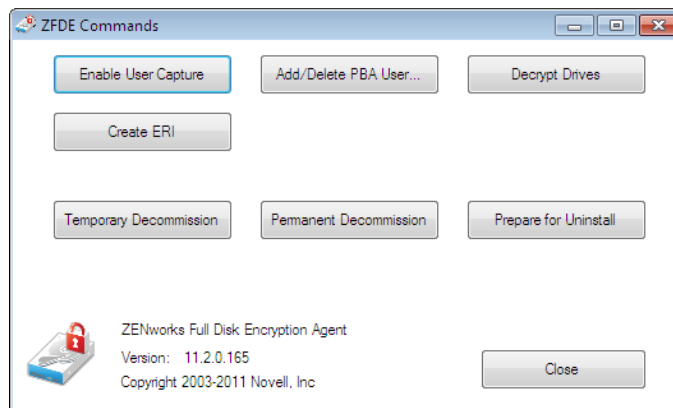 ZFDE Commands
Enable User Capture
Add/Delete PBA User...
Decrypt Drives
Create ERI
Temporary Decommission
Permanent Decommission
Prepare for Uninstall
ZENworks Full Disk Encryption Agent
Version: 11.2.0.165
Copyright 2003-2011 Novell, Inc
Close